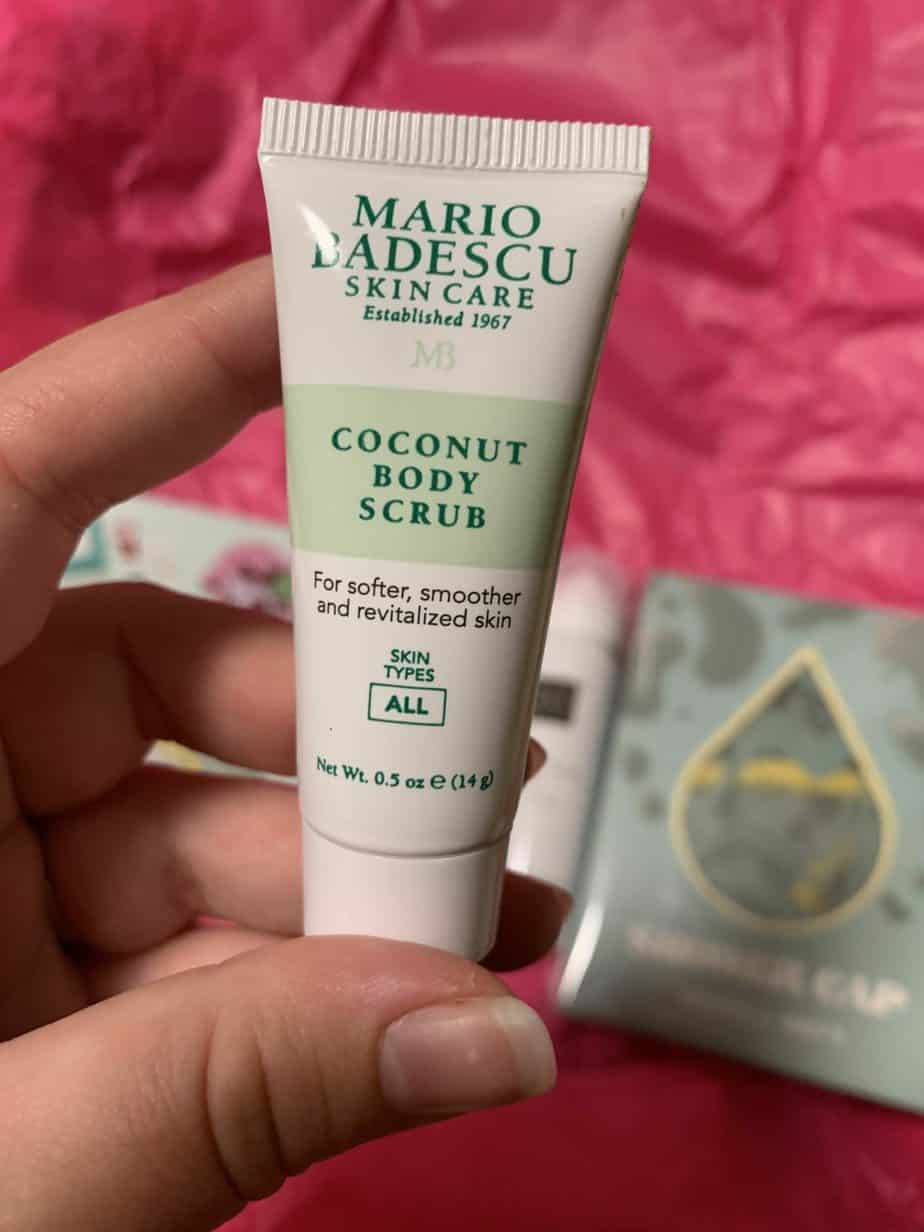 MARIO
BADESCU
SKIN CARE
Established 1967
MB
COCONUT
BODY
SCRUB
For softer, smoother
and revitalized skin
SKIN
TYPES
ALL
Net Wt. 0.5 oz e (14 g)
CAP